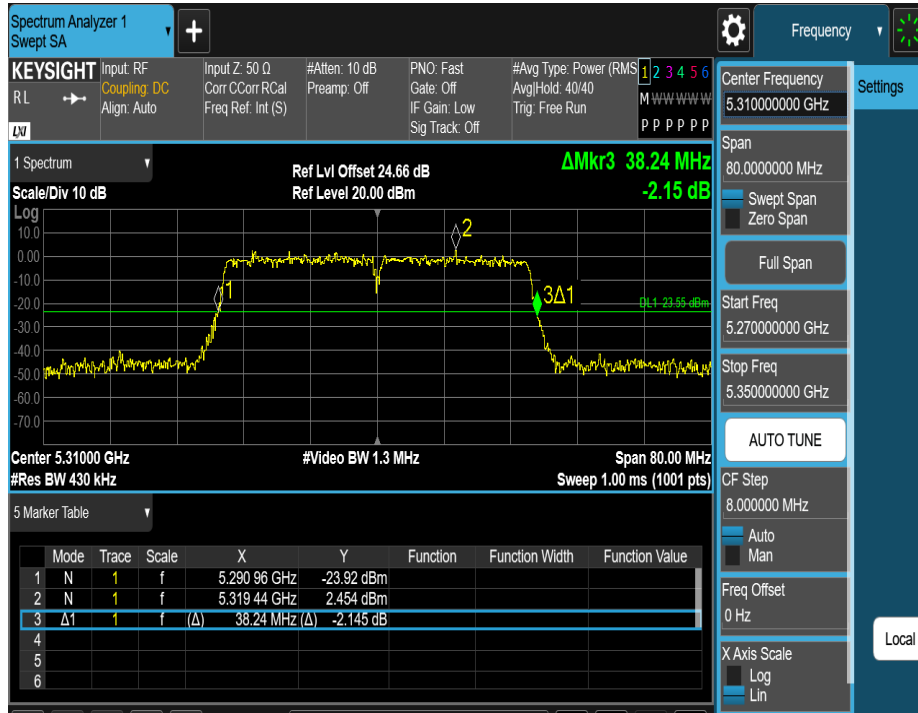 Spectrum Analyzer 1
Swept SA
+
Frequency
KEYSIGHT
R L
LXI
Input: RF
Coupling: DC
Align: Auto
Input Z: 50 Ω
Corr CCorr RCal
Freq Ref: Int (S)
#Atten: 10 dB
Preamp: Off
PNO: Fast
Gate: Off
IF Gain: Low
Sig Track: Off
#Avg Type: Power (RMS
Avg|Hold: 40/40
Trig: Free Run
1 2 3 4 5 6
M W W W W W
P P P P P P
1 Spectrum
Scale/Div 10 dB
Ref Lvl Offset 24.66 dB
Ref Level 20.00 dBm
ΔMkr3 38.24 MHz
-2.15 dB
Log
10.0
0.00
-10.0
-20.0
-30.0
-40.0
-50.0
-60.0
-70.0
1
2
3Δ1
DL1 -23.55 dBm
Center 5.31000 GHz
#Res BW 430 kHz
#Video BW 1.3 MHz
Span 80.00 MHz
Sweep 1.00 ms (1001 pts)
5 Marker Table
Mode Trace Scale X Y Function Function Width Function Value
1 N 1 f 5.290 96 GHz -23.92 dBm
2 N 1 f 5.319 44 GHz 2.454 dBm
3 Δ1 1 f (Δ) 38.24 MHz (Δ) -2.145 dB
4
5
6
Center Frequency
5.310000000 GHz
Span
80.0000000 MHz
Swept Span
Zero Span
Full Span
Start Freq
5.270000000 GHz
Stop Freq
5.350000000 GHz
AUTO TUNE
CF Step
8.000000 MHz
Auto
Man
Freq Offset
0 Hz
X Axis Scale
Log
Lin
Settings
Local